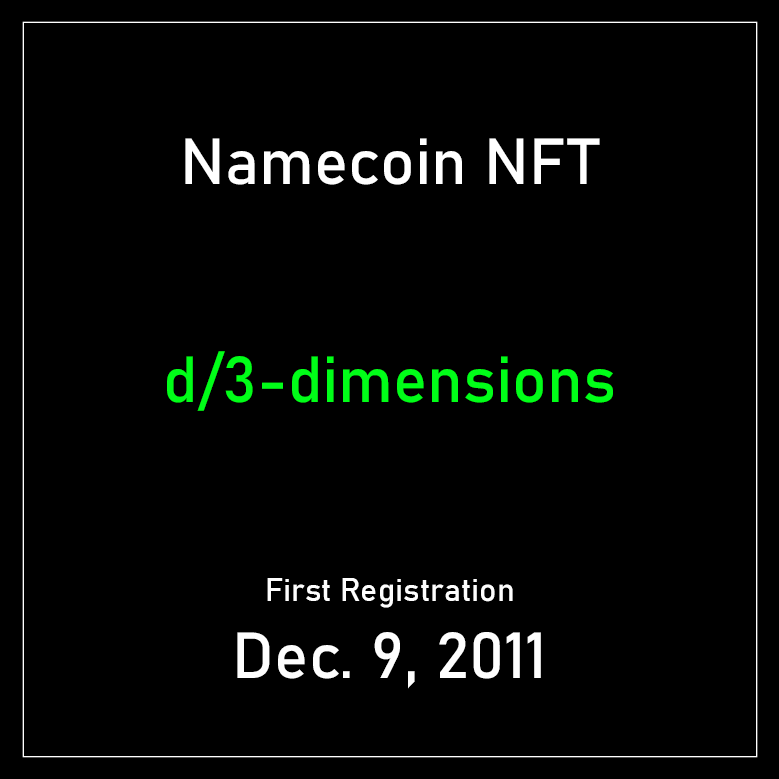 Namecoin NFT
d/3-dimensions
First Registration
Dec. 9, 2011